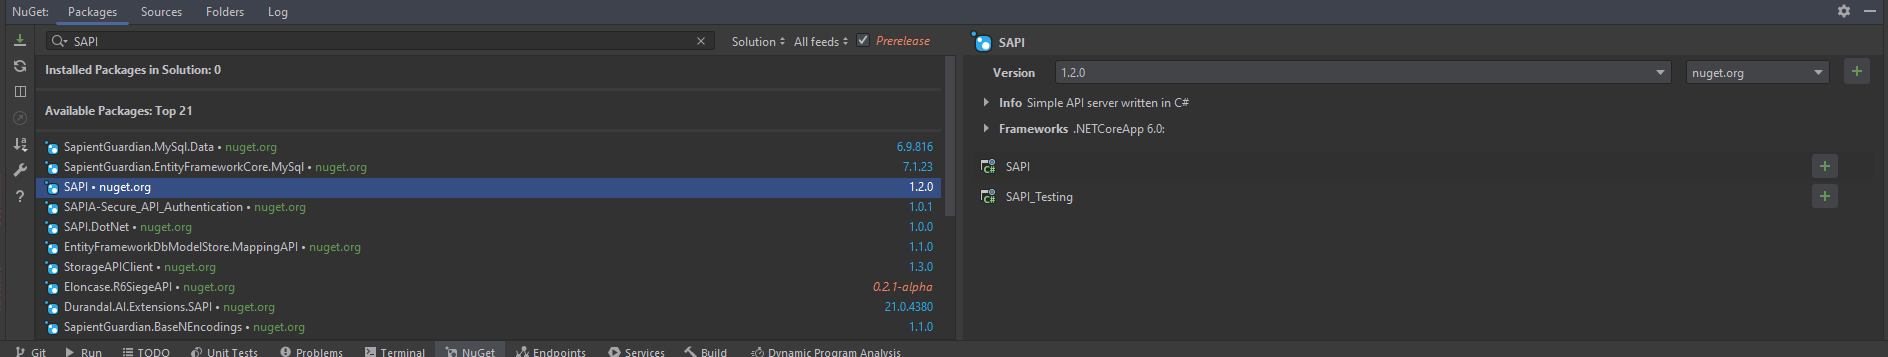 NuGet: Packages Sources Folders Log
SAPI Solution All feeds Prerelease
Installed Packages in Solution: 0
Available Packages: Top 21
SapientGuardian.MySql.Data • nuget.org 6.9.816
SapientGuardian.EntityFrameworkCore.MySql • nuget.org 7.1.23
SAPI • nuget.org 1.2.0
SAPIA-Secure_API_Authentication • nuget.org 1.0.1
SAPI.DotNet • nuget.org 1.0.0
EntityFrameworkDbModelStore.MappingAPI • nuget.org 1.1.0
StorageAPIClient • nuget.org 1.3.0
Eloncase.R6SiegeAPI • nuget.org 0.2.1-alpha
Durandal.AI.Extensions.SAPI • nuget.org 21.0.4380
SapientGuardian.BaseNEncodings • nuget.org 1.1.0
SAPI
Version 1.2.0 nuget.org
Info Simple API server written in C#
Frameworks .NETCoreApp 6.0:
C# SAPI
C# SAPI_Testing
Git Run TODO Unit Tests Problems Terminal NuGet Endpoints Services Build Dynamic Program Analysis